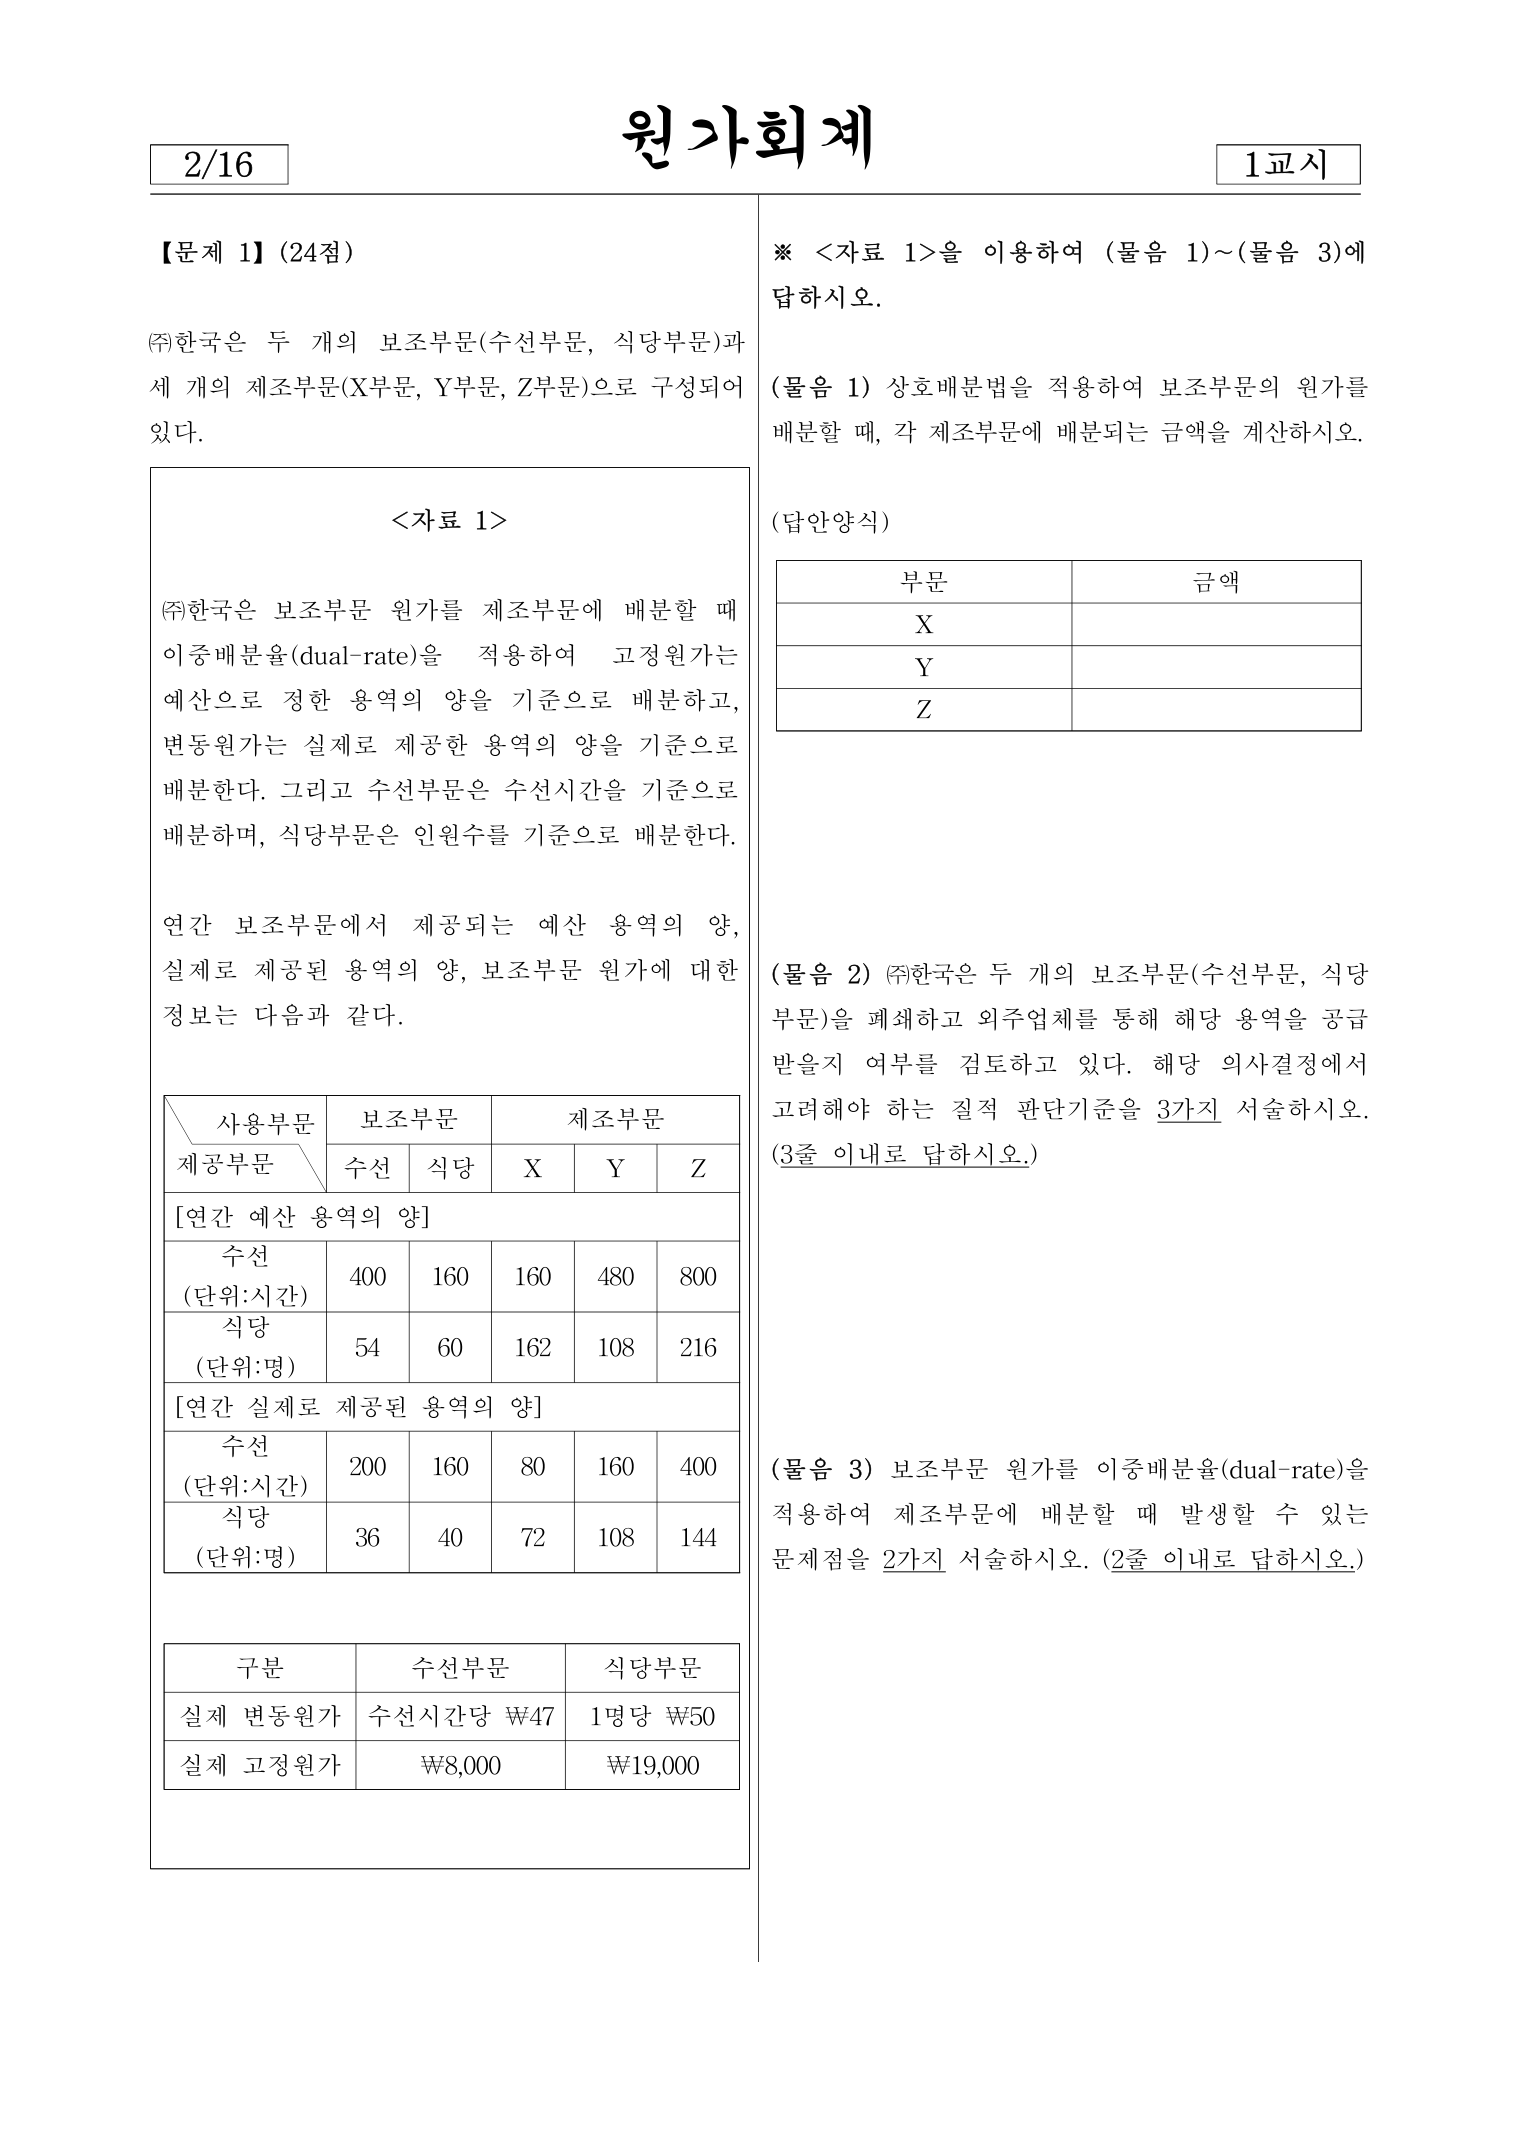 원가회계
2/16
1교시
【문제 1】 (24점)
㈜한국은 두 개의 보조부문(수선부문, 식당부문)과
세 개의 제조부문(X부문, Y부문, Z부문)으로 구성되어
있다.
<자료 1>
㈜한국은 보조부문 원가를 제조부문에 배분할 때
이중배분율(dual-rate)을 적용하여 고정원가는
예산으로 정한 용역의 양을 기준으로 배분하고,
변동원가는 실제로 제공한 용역의 양을 기준으로
배분한다. 그리고 수선부문은 수선시간을 기준으로
배분하며, 식당부문은 인원수를 기준으로 배분한다.
연간 보조부문에서 제공되는 예산 용역의 양,
실제로 제공된 용역의 양, 보조부문 원가에 대한
정보는 다음과 같다.
사용부문 보조부문 제조부문
제공부문 수선 식당 X Y Z
[연간 예산 용역의 양]
수선
(단위:시간) 400 160 160 480 800
식당
(단위:명) 54 60 162 108 216
[연간 실제로 제공된 용역의 양]
수선
(단위:시간) 200 160 80 160 400
식당
(단위:명) 36 40 72 108 144
구분 수선부문 식당부문
실제 변동원가 수선시간당 ₩47 1명당 ₩50
실제 고정원가 ₩8,000 ₩19,000
※ <자료 1>을 이용하여 (물음 1)~(물음 3)에
답하시오.
(물음 1) 상호배분법을 적용하여 보조부문의 원가를
배분할 때, 각 제조부문에 배분되는 금액을 계산하시오.
(답안양식)
부문 금액
X
Y
Z
(물음 2) ㈜한국은 두 개의 보조부문(수선부문, 식당
부문)을 폐쇄하고 외주업체를 통해 해당 용역을 공급
받을지 여부를 검토하고 있다. 해당 의사결정에서
고려해야 하는 질적 판단기준을 3가지 서술하시오.
(3줄 이내로 답하시오.)
(물음 3) 보조부문 원가를 이중배분율(dual-rate)을
적용하여 제조부문에 배분할 때 발생할 수 있는
문제점을 2가지 서술하시오. (2줄 이내로 답하시오.)